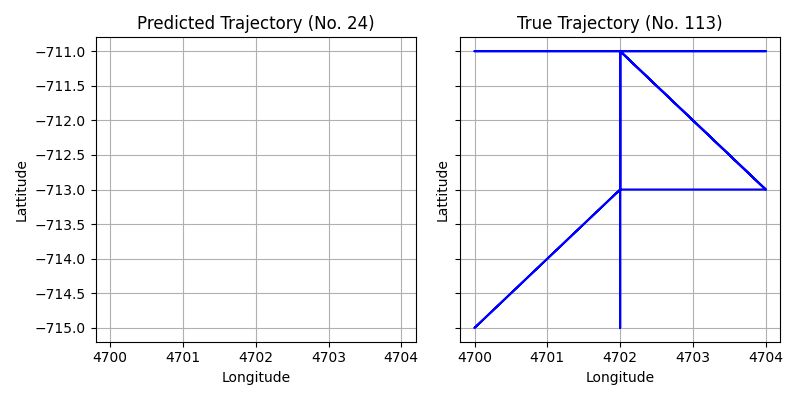 Predicted Trajectory (No. 24)
True Trajectory (No. 113)
Lattitude
−711.0
−711.5
−712.0
−712.5
−713.0
−713.5
−714.0
−714.5
−715.0
4700 4701 4702 4703 4704
Longitude
Lattitude
4700 4701 4702 4703 4704
Longitude